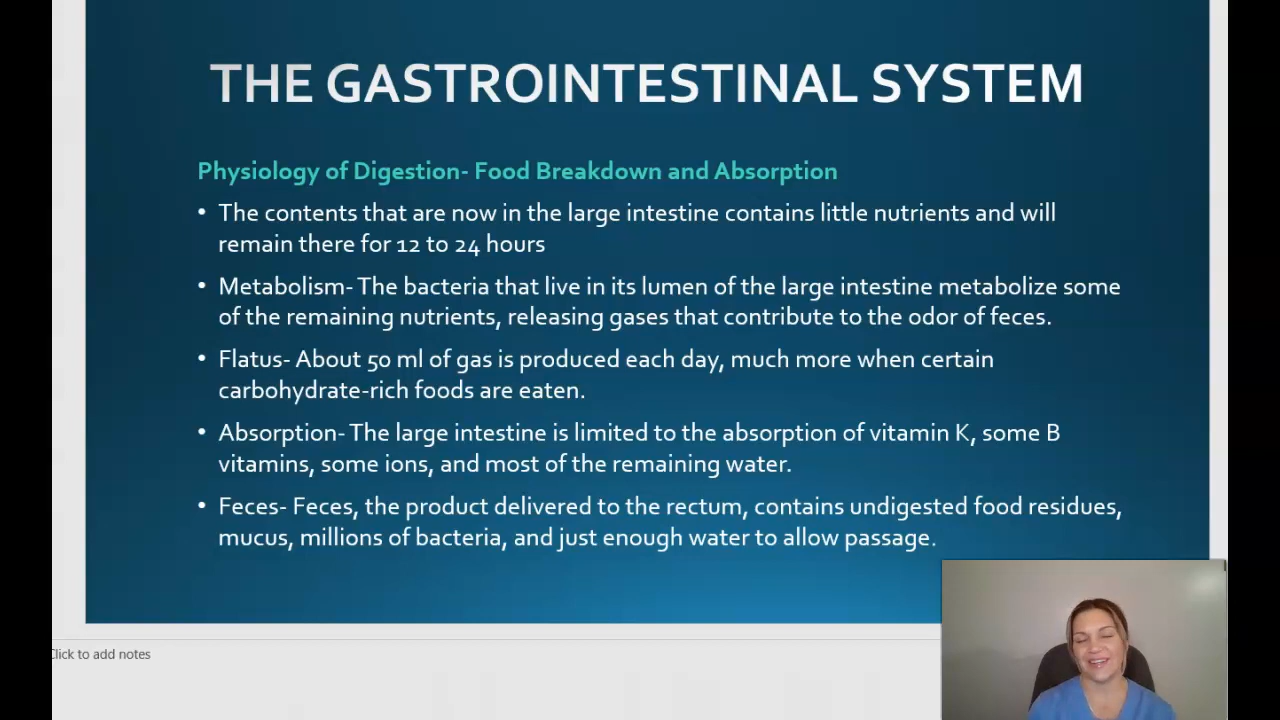 THE GASTROINTESTINAL SYSTEM
Physiology of Digestion- Food Breakdown and Absorption
• The contents that are now in the large intestine contains little nutrients and will
remain there for 12 to 24 hours
• Metabolism- The bacteria that live in its lumen of the large intestine metabolize some
of the remaining nutrients, releasing gases that contribute to the odor of feces.
• Flatus- About 50 ml of gas is produced each day, much more when certain
carbohydrate-rich foods are eaten.
• Absorption- The large intestine is limited to the absorption of vitamin K, some B
vitamins, some ions, and most of the remaining water.
• Feces- Feces, the product delivered to the rectum, contains undigested food residues,
mucus, millions of bacteria, and just enough water to allow passage.
Click to add notes